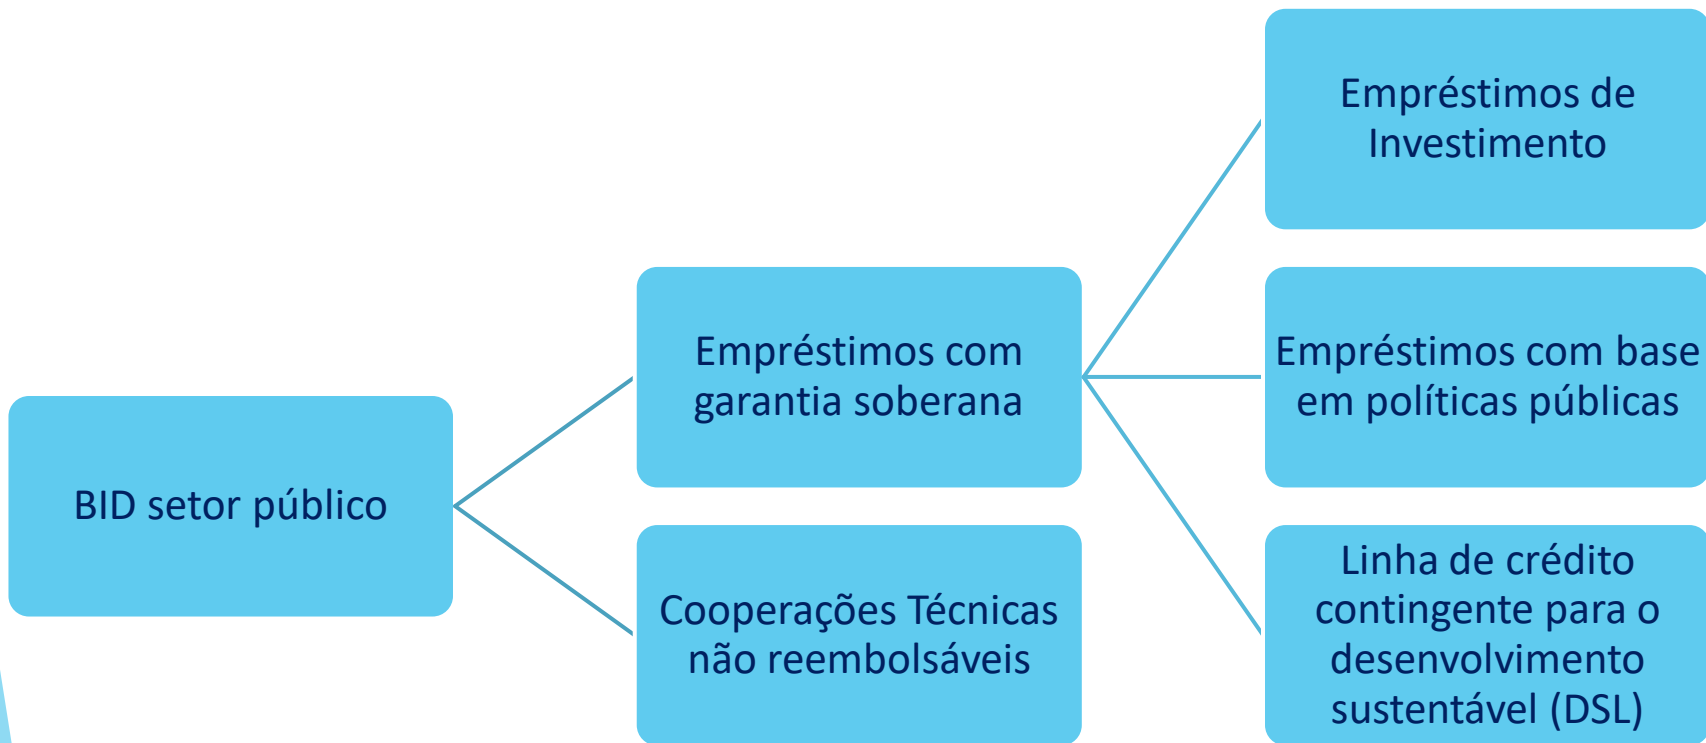 BID setor público
Empréstimos com
garantia soberana
Cooperações Técnicas
não reembolsáveis
Empréstimos de
Investimento
Empréstimos com base
em políticas públicas
Linha de crédito
contingente para o
desenvolvimento
sustentável (DSL)